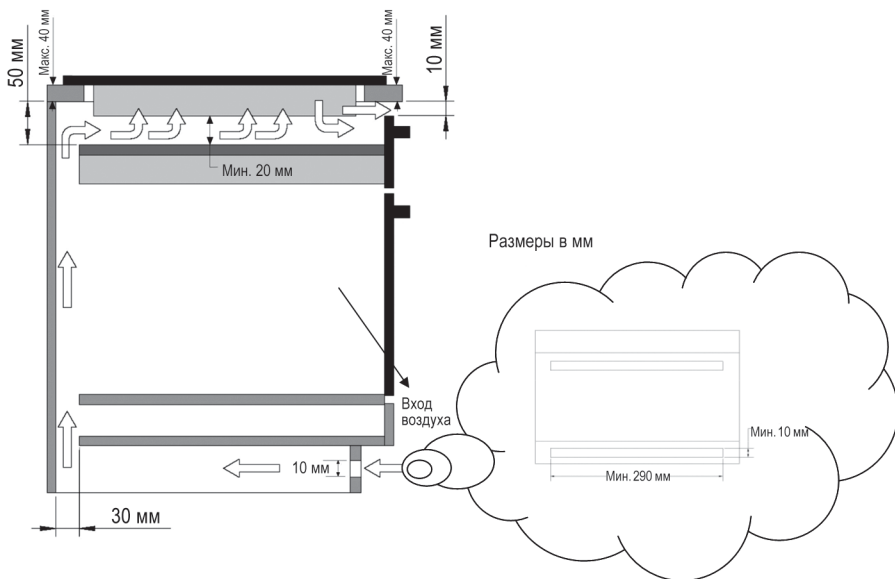 Макс. 40 мм
Макс. 40 мм
50 мм
10 мм
Мин. 20 мм
Размеры в мм
Вход
воздуха
Мин. 10 мм
10 мм
Мин. 290 мм
30 мм